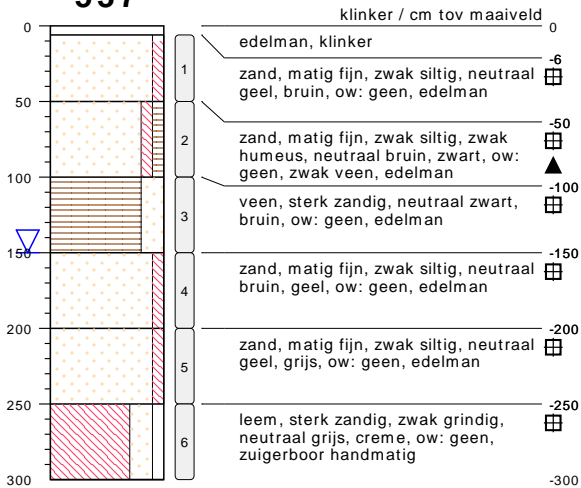 klinker / cm tov maaiveld
0
0
edelman, klinker
-6
1
zand, matig fijn, zwak siltig, neutraal
geel, bruin, ow: geen, edelman
50
-50
2
zand, matig fijn, zwak siltig, zwak
humeus, neutraal bruin, zwart, ow:
geen, zwak veen, edelman
100
-100
3
veen, sterk zandig, neutraal zwart,
bruin, ow: geen, edelman
150
-150
4
zand, matig fijn, zwak siltig, neutraal
bruin, geel, ow: geen, edelman
200
-200
5
zand, matig fijn, zwak siltig, neutraal
geel, grijs, ow: geen, edelman
250
-250
6
leem, sterk zandig, zwak grindig,
neutraal grijs, creme, ow: geen,
zuigerboor handmatig
300
-300